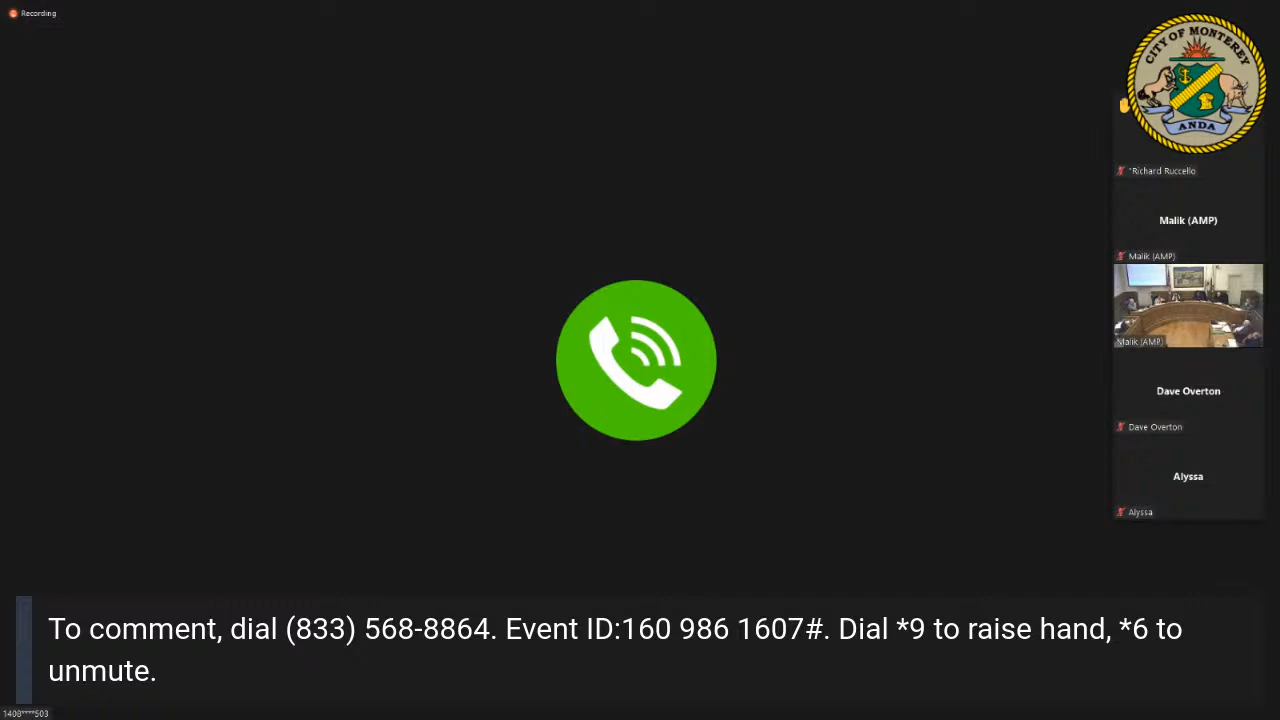 Recording
CITY OF MONTEREY
ANDA
"Richard Ruccello
Malik (AMP)
Malik (AMP)
Malik (AMP)
Dave Overton
Dave Overton
Alyssa
Alyssa
To comment, dial (833) 568-8864. Event ID:160 986 1607#. Dial *9 to raise hand, *6 to
unmute.
1408****503